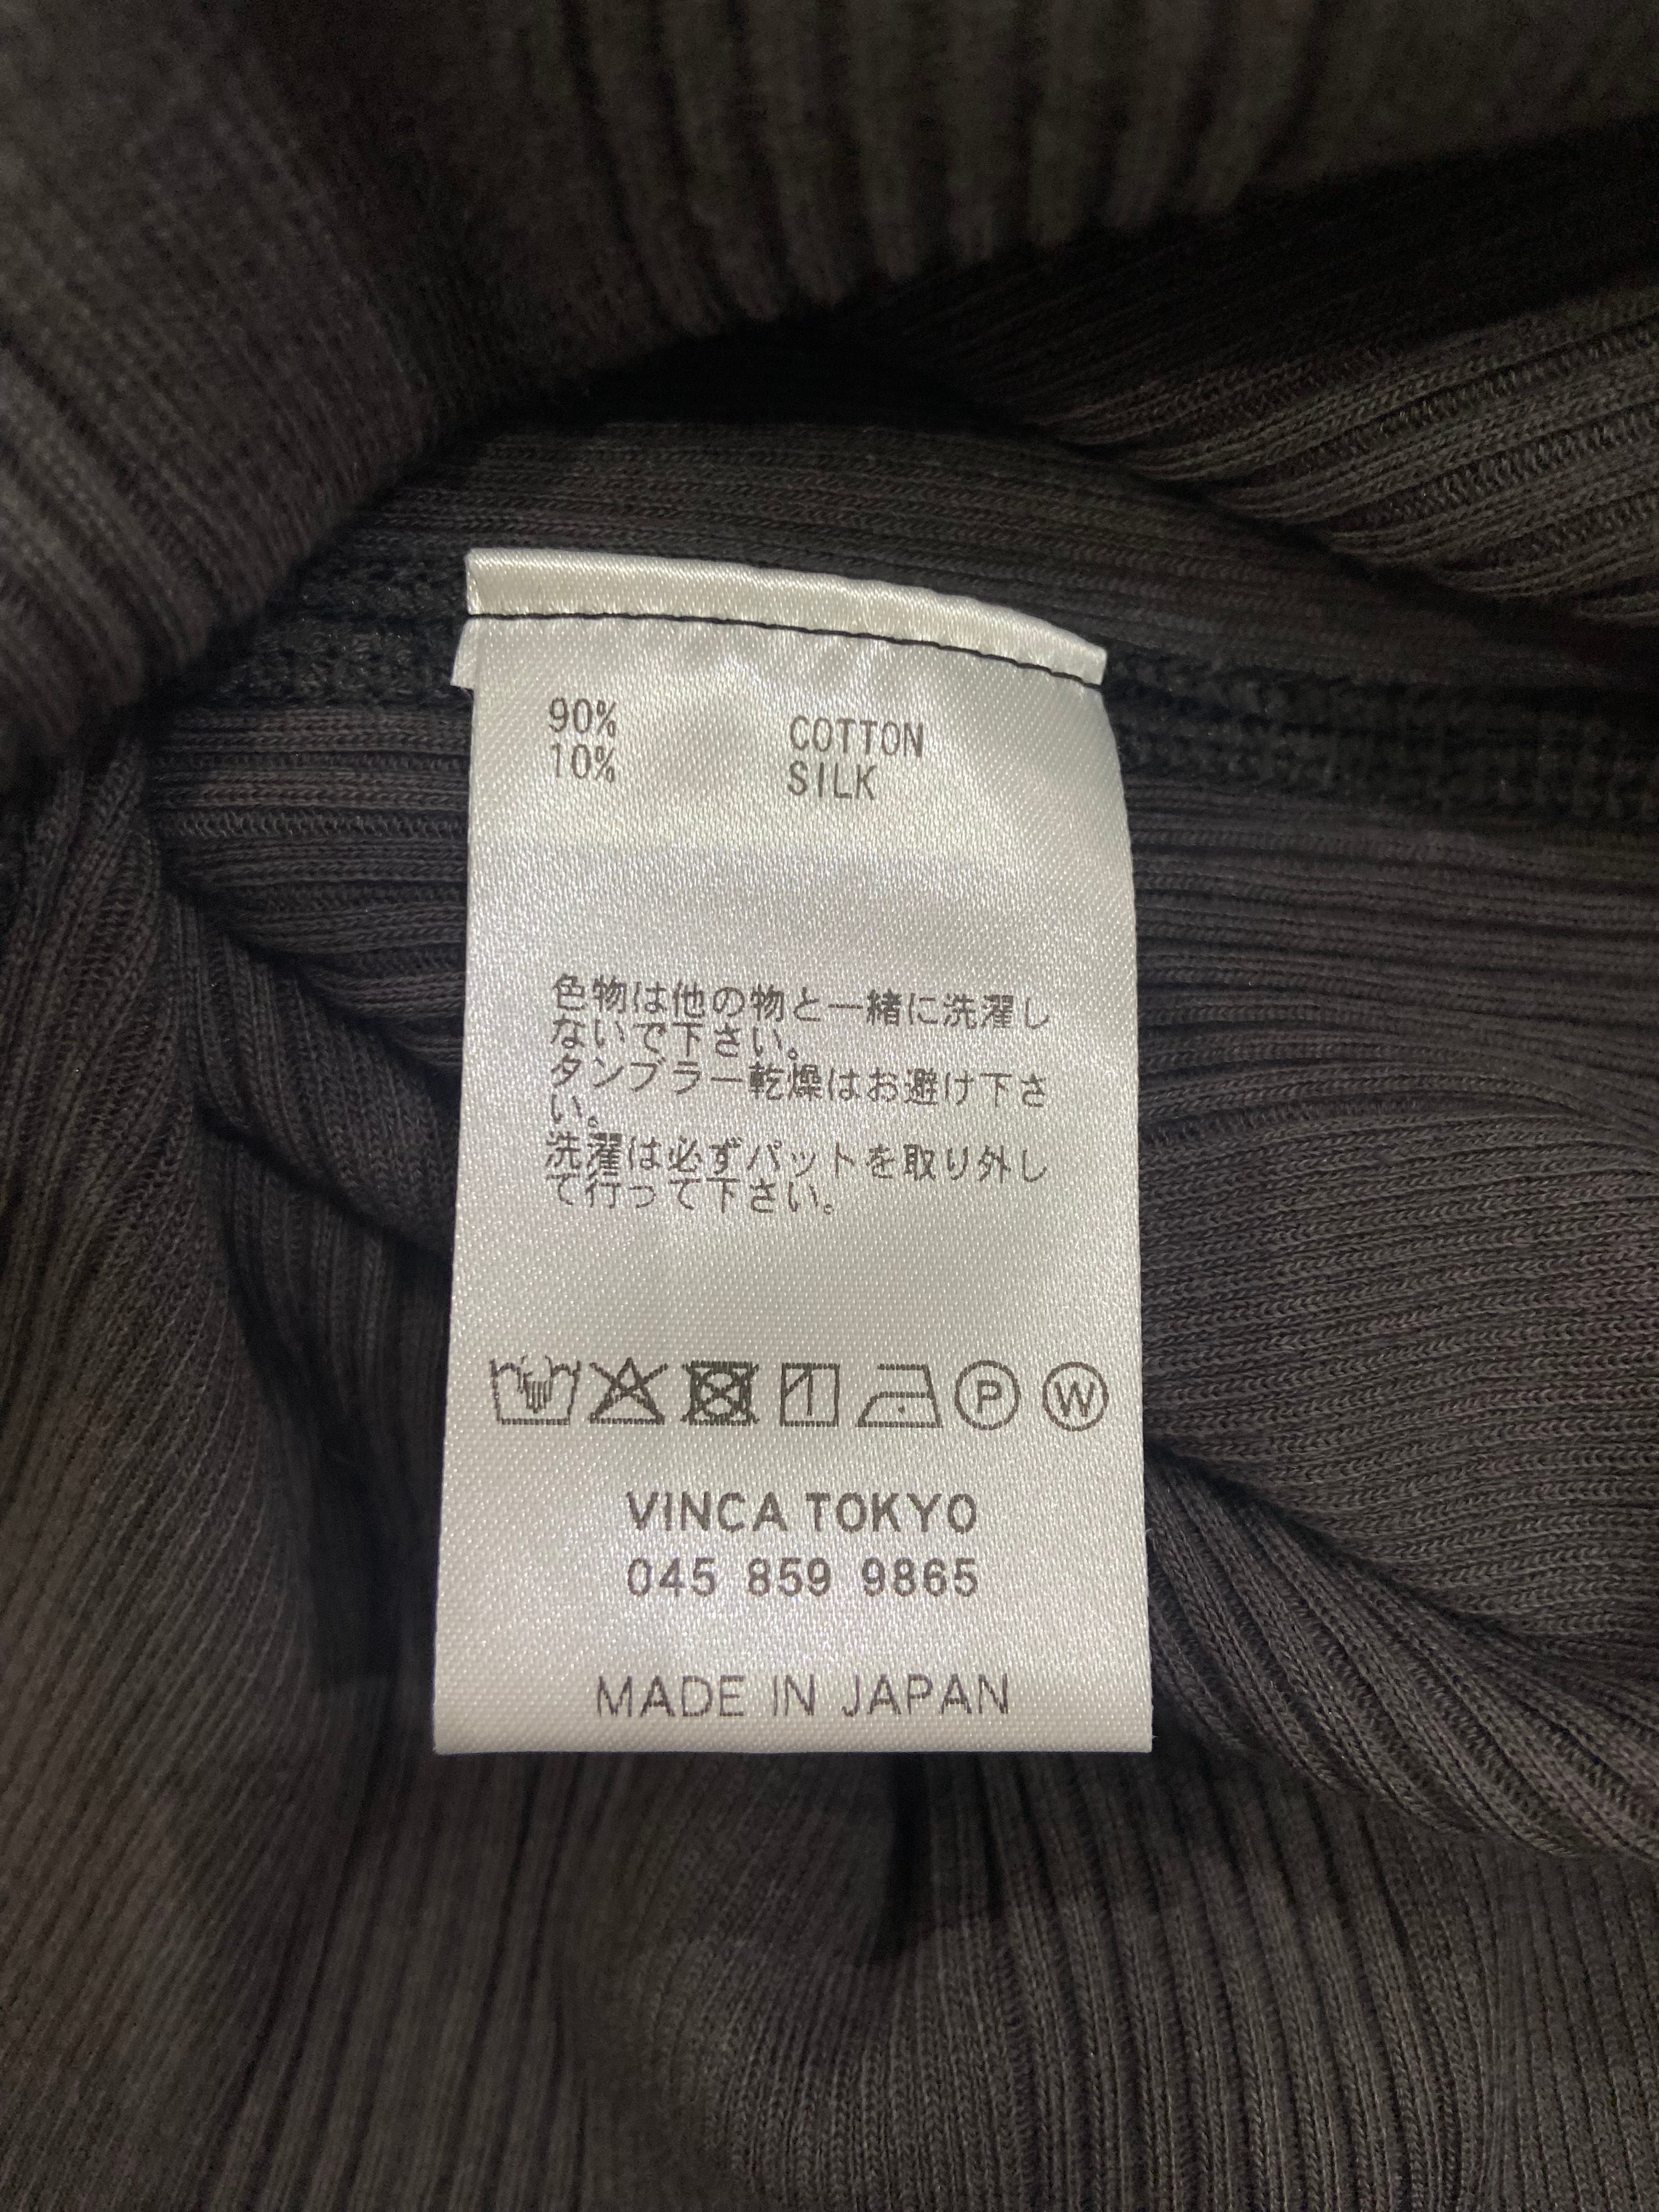 90% COTTON
10% SILK
色物は他の物と一緒に洗濯し
ないで下さい。
タンブラー乾燥はお避け下さ
い。
洗濯は必ずパットを取り外し
て行って下さい。
P W
VINCA TOKYO
045 859 9865
MADE IN JAPAN